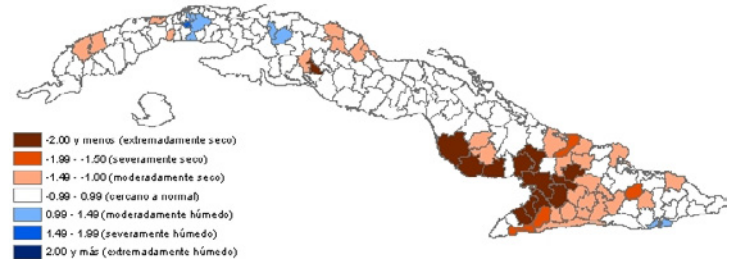 -2.00 y menos (extremadamente seco)
-1.99 - -1.50 (severamente seco)
-1.49 - -1.00 (moderadamente seco)
-0.99 - 0.99 (cercano a normal)
0.99 - 1.49 (moderadamente húmedo)
1.49 - 1.99 (severamente húmedo)
2.00 y más (extremadamente húmedo)